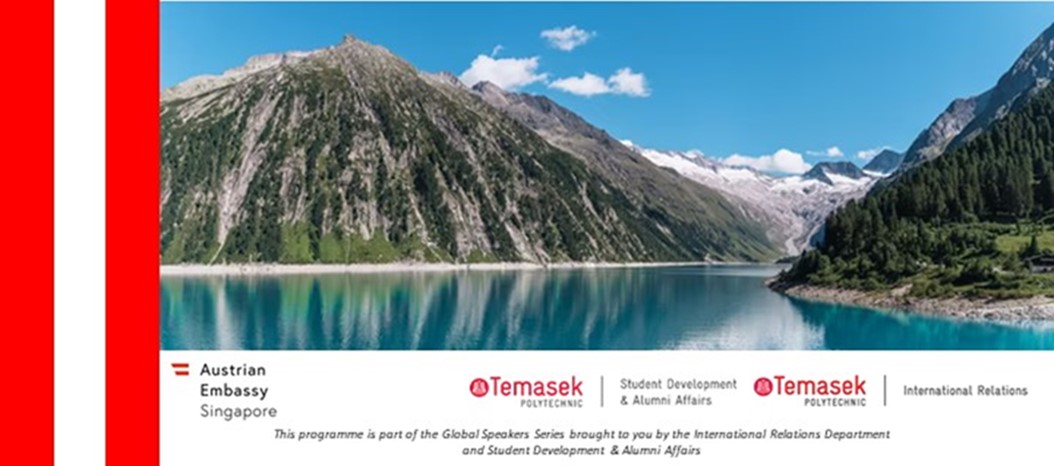 Austrian
Embassy
Singapore
Temasek
POLYTECHNIC
Student Development
& Alumni Affairs
Temasek
POLYTECHNIC
International Relations
This programme is part of the Global Speakers Series brought to you by the International Relations Department
and Student Development & Alumni Affairs